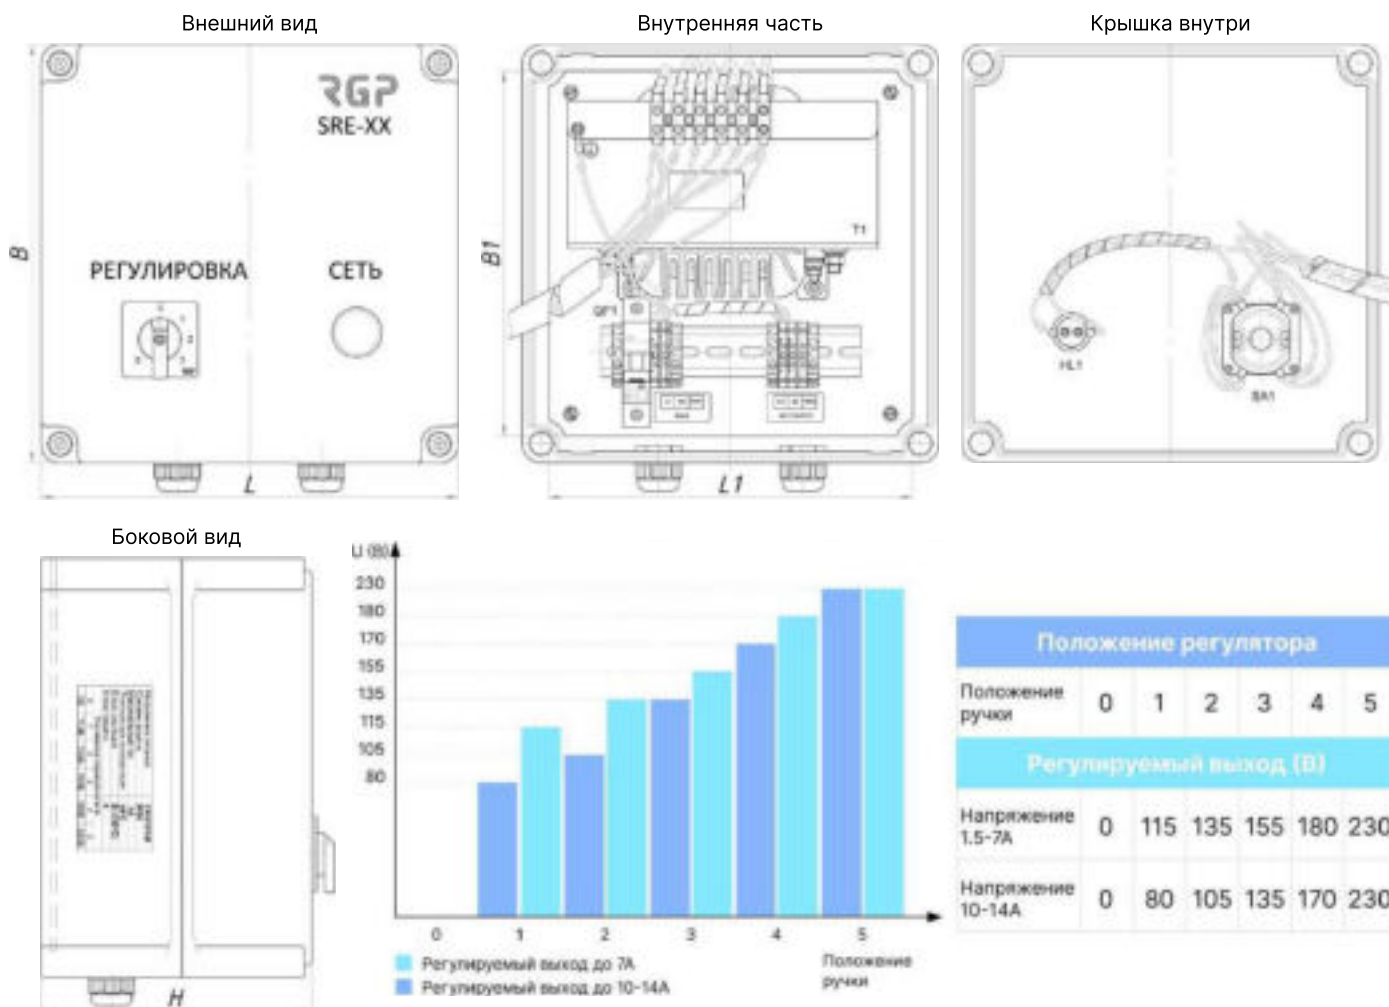 Внешний вид
Внутренняя часть
Крышка внутри
RGP
SRE-XX
B
РЕГУЛИРОВКА
СЕТЬ
L
B1
T1
QF1
L1
HL1
SA1
Боковой вид
H
U (В)
230
180
170
155
135
115
105
80
0 1 2 3 4 5
Положение ручки
Регулируемый выход до 7А
Регулируемый выход до 10-14А
Положение регулятора
Положение ручки 0 1 2 3 4 5
Регулируемый выход (В)
Напряжение 1.5-7А 0 115 135 155 180 230
Напряжение 10-14А 0 80 105 135 170 230